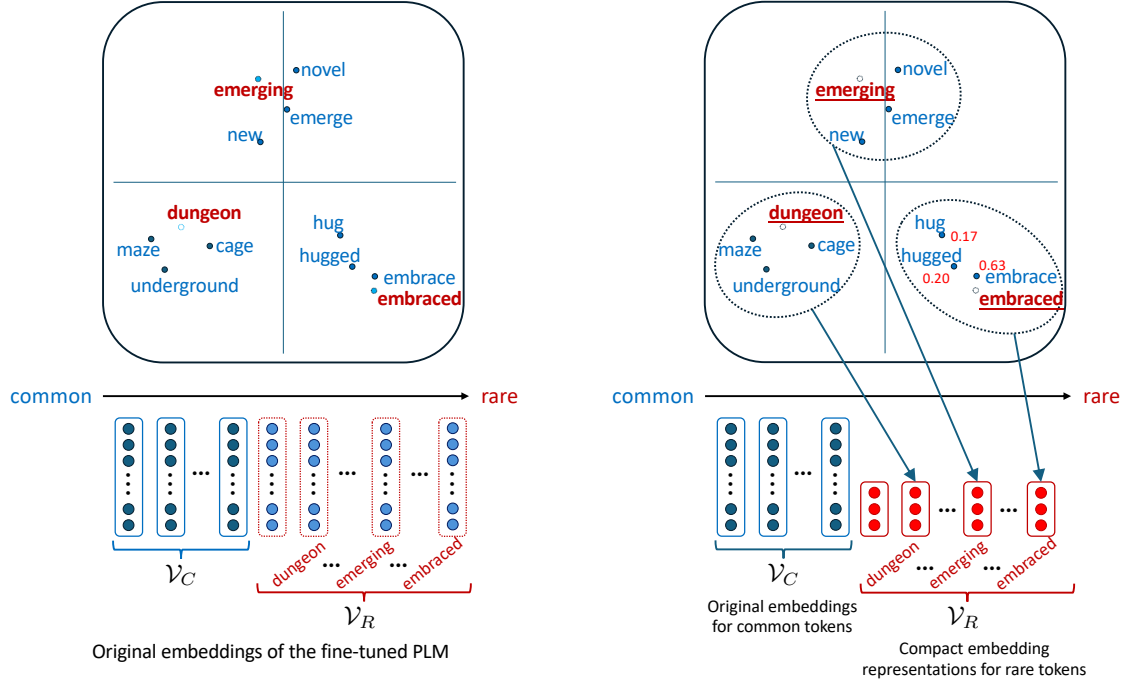 novel
emerging
emerge
new
dungeon
maze
cage
underground
hug
hugged
embrace
embraced
common
rare
...
...
...
dungeon
...
emerging
...
embraced
𝒱_C
𝒱_R
Original embeddings of the fine-tuned PLM
novel
emerging
emerge
new
dungeon
maze
cage
underground
hug
0.17
hugged
0.63
0.20
embrace
embraced
common
rare
...
...
...
dungeon
...
emerging
...
embraced
𝒱_C
𝒱_R
Original embeddings
for common tokens
Compact embedding
representations for rare tokens